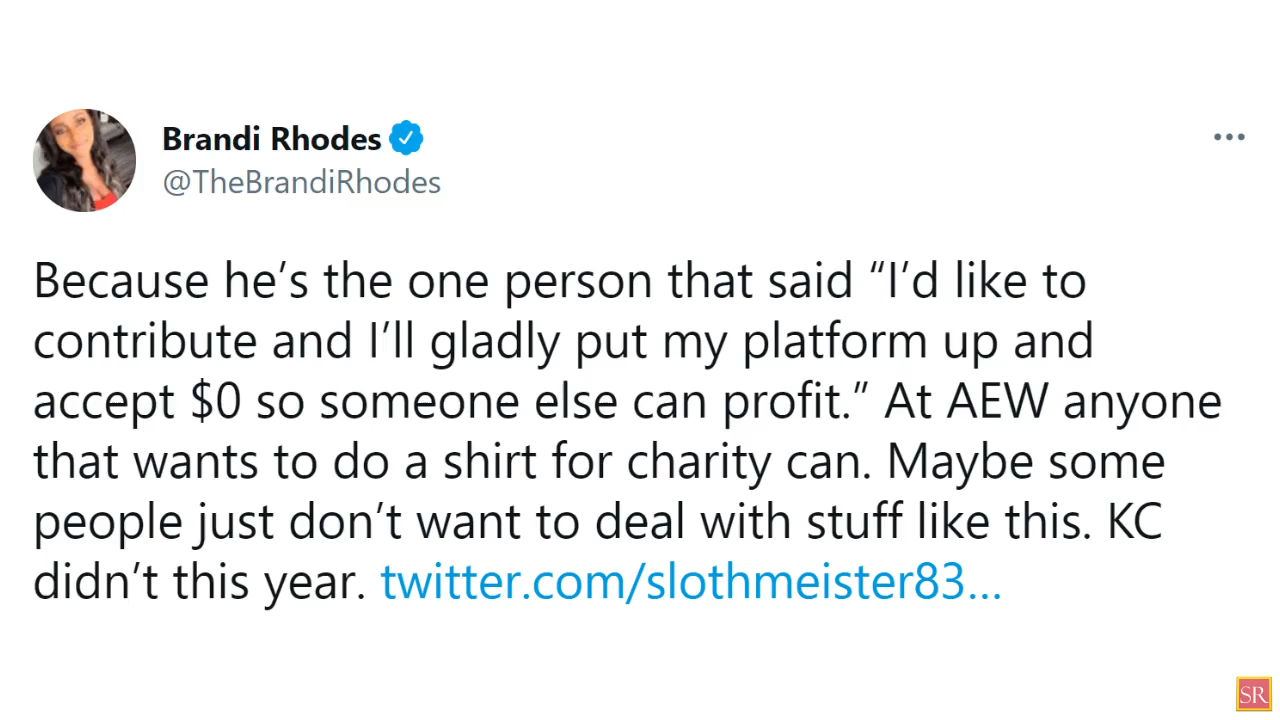 Brandi Rhodes
@TheBrandiRhodes
Because he’s the one person that said “I’d like to
contribute and I’ll gladly put my platform up and
accept $0 so someone else can profit.” At AEW anyone
that wants to do a shirt for charity can. Maybe some
people just don’t want to deal with stuff like this. KC
didn’t this year. twitter.com/slothmeister83...
SR